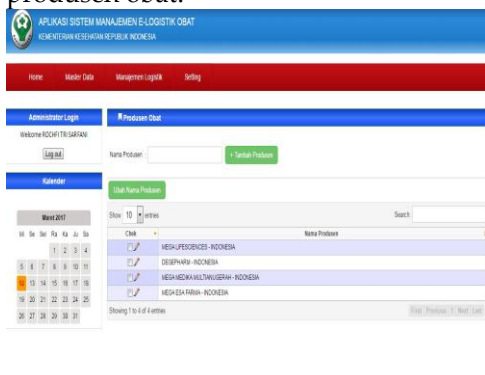 produsen obat.
APLIKASI SISTEM MANAJEMEN E-LOGISTIK OBAT
KEMENTERIAN KESEHATAN REPUBLIK INDONESIA
Home Master Data Manajemen Logistik Setting
Administrator Login
Welcome ROCHFI TRI SARFANI
Log out
Kalender
Maret 2017
Mi Se Sel Ra Ka Ju Sa
1 2 3 4
5 6 7 8 9 10 11
12 13 14 15 16 17 18
19 20 21 22 23 24 25
26 27 28 29 30 31
Produsen Obat
Nama Produsen + Tambah Produsen
Ubah Nama Produsen
Show 10 entries Search:
Chek Nama Produsen
MEGA LIFESCIENCES - INDONESIA
DEGEPHARM - INDONESIA
MEGA MEDIKA MULTIANUGERAH - INDONESIA
MEGA ESA FARMA - INDONESIA
Showing 1 to 4 of 4 entries First Previous 1 Next Last